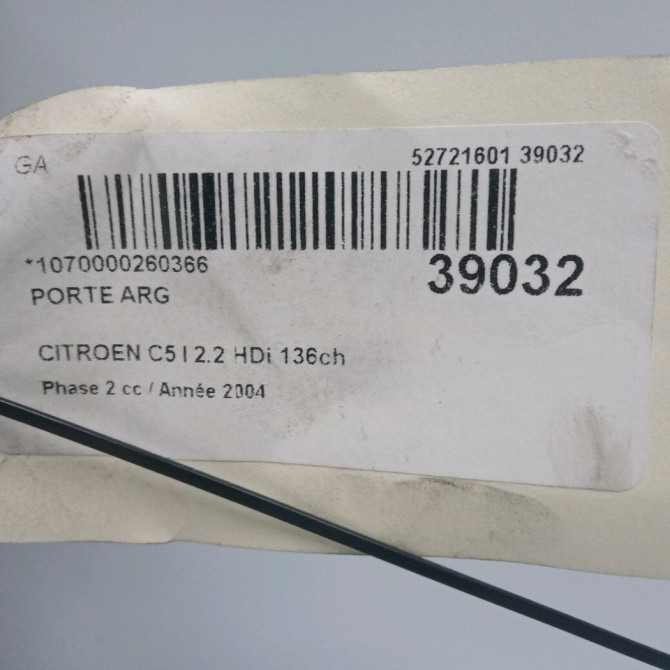 GA
52721601 39032
*1070000260366
39032
PORTE ARG
CITROEN C5 I 2.2 HDi 136ch
Phase 2 cc / Année 2004